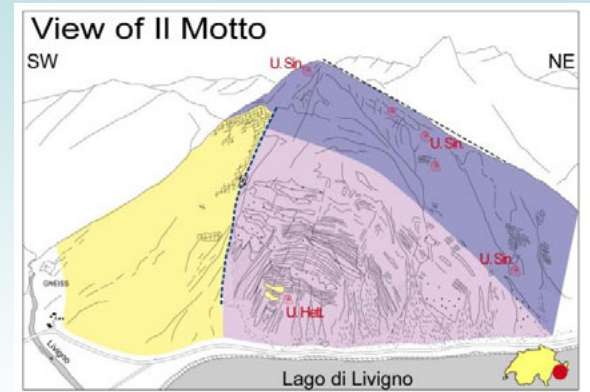 View of Il Motto
SW
NE
U. Sin.
U. Sin.
U. Sin.
GNEISS
U. Hett.
Livigno
Lago di Livigno